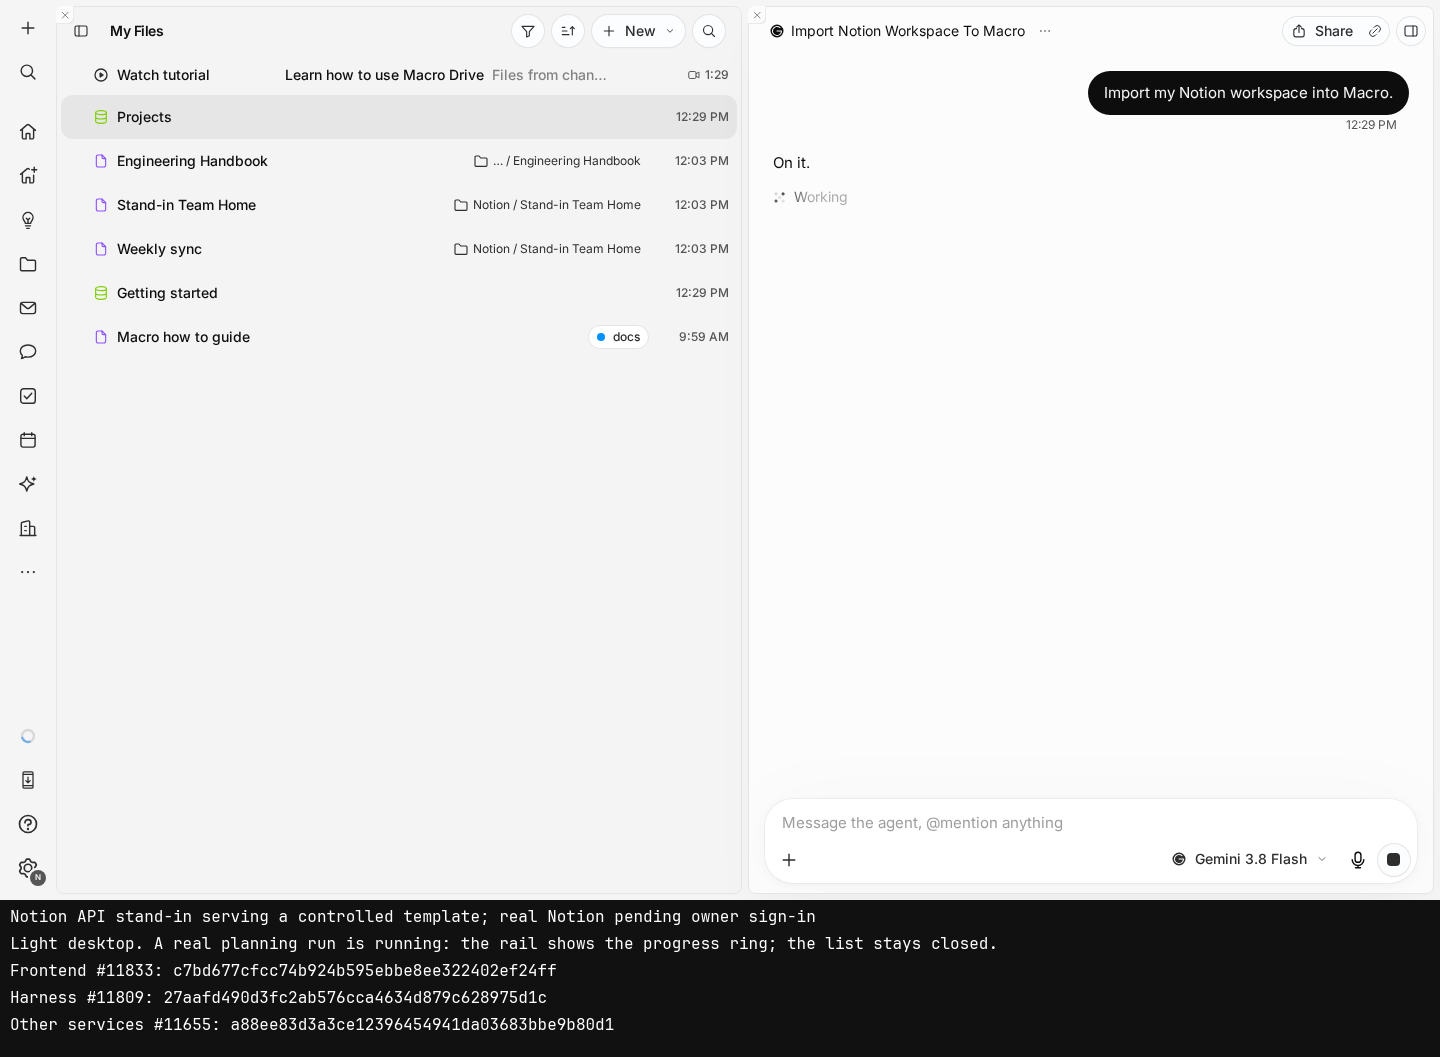 My Files
New
Watch tutorial Learn how to use Macro Drive Files from chan... 1:29
Projects 12:29 PM
Engineering Handbook ... / Engineering Handbook 12:03 PM
Stand-in Team Home Notion / Stand-in Team Home 12:03 PM
Weekly sync Notion / Stand-in Team Home 12:03 PM
Getting started 12:29 PM
Macro how to guide docs 9:59 AM
N
Import Notion Workspace To Macro ...
Share
Import my Notion workspace into Macro.
12:29 PM
On it.
Working
Message the agent, @mention anything
Gemini 3.8 Flash
Notion API stand-in serving a controlled template; real Notion pending owner sign-in
Light desktop. A real planning run is running: the rail shows the progress ring; the list stays closed.
Frontend #11833: c7bd677cfcc74b924b595ebbe8ee322402ef24ff
Harness #11809: 27aafd490d3fc2ab576cca4634d879c628975d1c
Other services #11655: a88ee83d3a3ce12396454941da03683bbe9b80d1